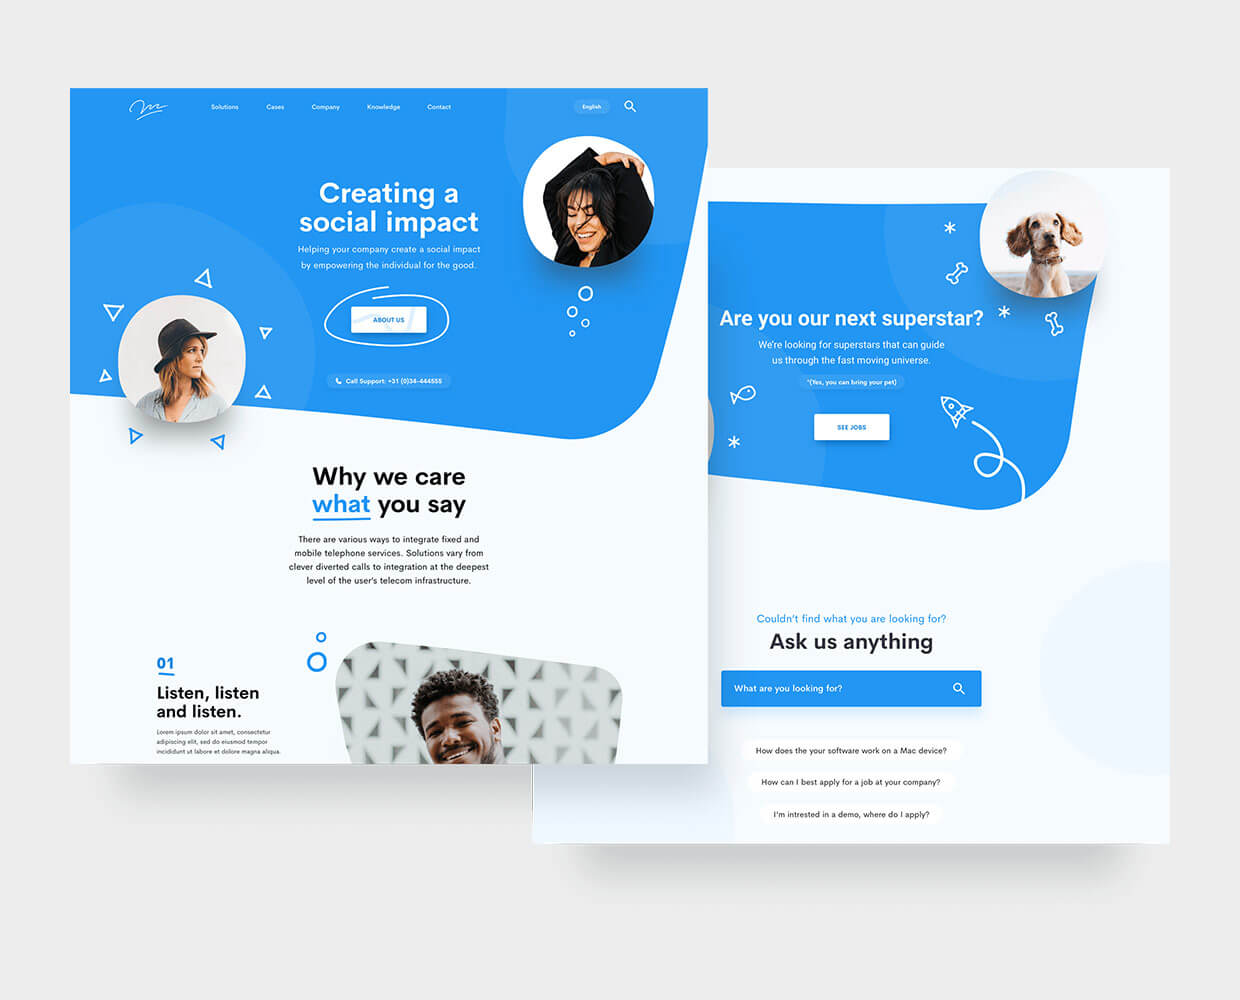 Solutions Cases Company Knowledge Contact English
Creating a
social impact
Helping your company create a social impact
by empowering the individual for the good.
ABOUT US
Call Support: +31 (0)34-444555
Why we care
what you say
There are various ways to integrate fixed and
mobile telephone services. Solutions vary from
clever diverted calls to integration at the deepest
level of the user's telecom infrastructure.
01
Listen, listen
and listen.
Lorem ipsum dolor sit amet, consectetur
adipiscing elit, sed do eiusmod tempor
incididunt ut labore et dolore magna aliqua.
Are you our next superstar?
We're looking for superstars that can guide
us through the fast moving universe.
*(Yes, you can bring your pet)
SEE JOBS
Couldn't find what you are looking for?
Ask us anything
What are you looking for?
How does the your software work on a Mac device?
How can I best apply for a job at your company?
I'm intrested in a demo, where do I apply?